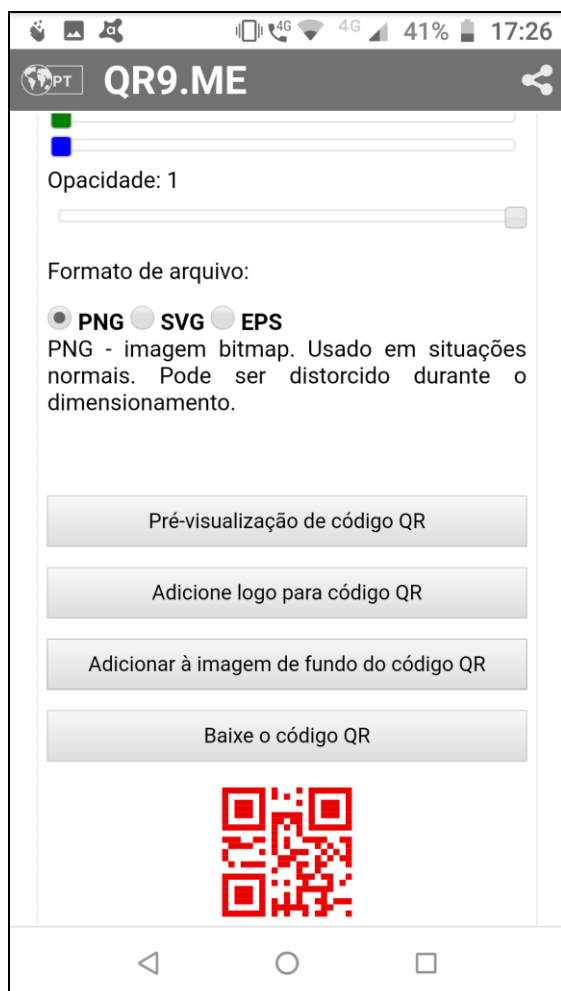 4G 4G 41% 17:26
PT QR9.ME
Opacidade: 1
Formato de arquivo:
PNG SVG EPS
PNG - imagem bitmap. Usado em situações
normais. Pode ser distorcido durante o
dimensionamento.
Pré-visualização de código QR
Adicione logo para código QR
Adicionar à imagem de fundo do código QR
Baixe o código QR